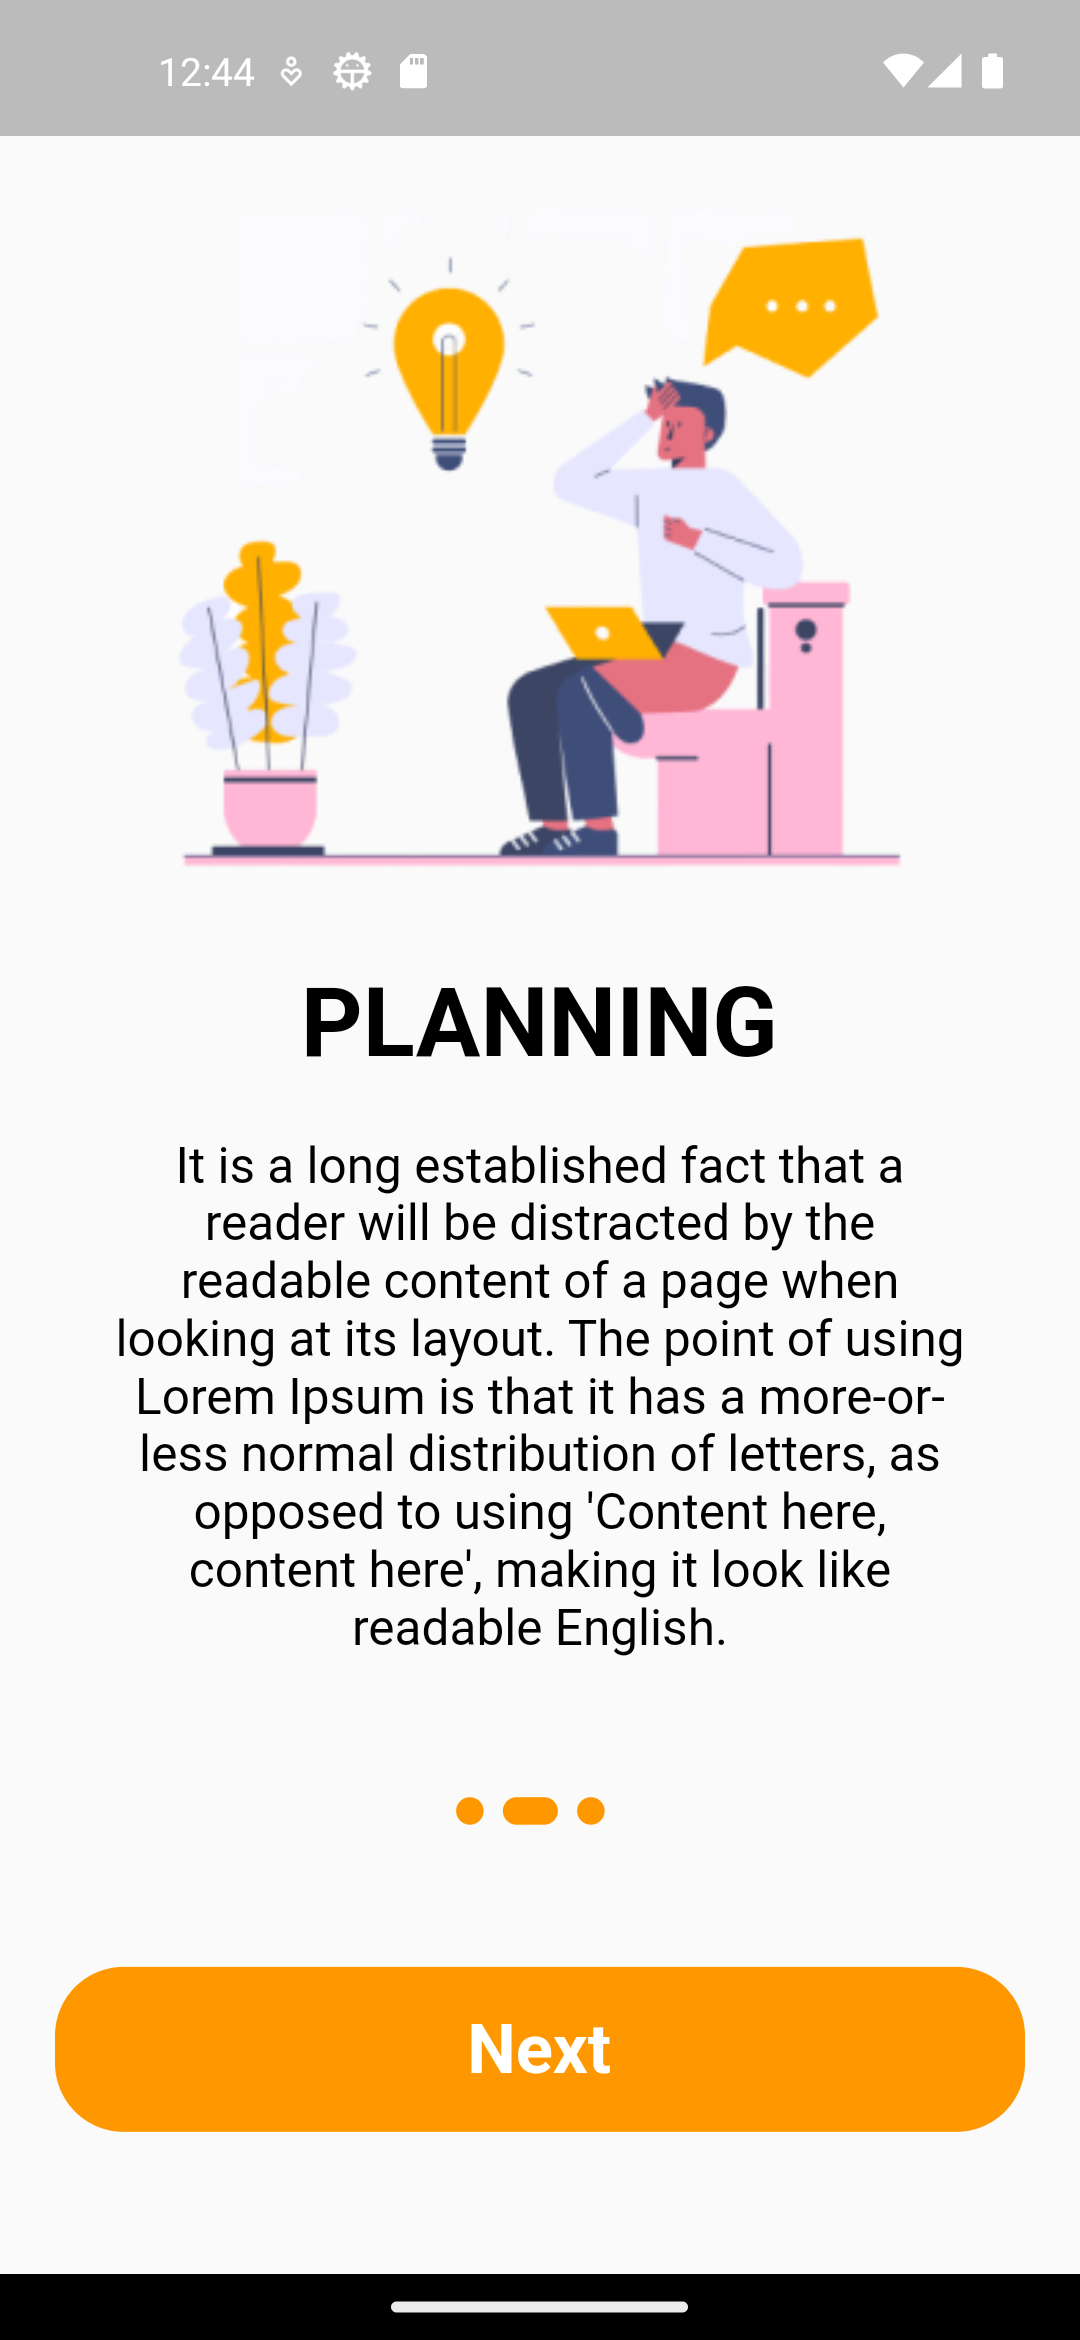 12:44
PLANNING
It is a long established fact that a
reader will be distracted by the
readable content of a page when
looking at its layout. The point of using
Lorem Ipsum is that it has a more-or-
less normal distribution of letters, as
opposed to using 'Content here,
content here', making it look like
readable English.
Next